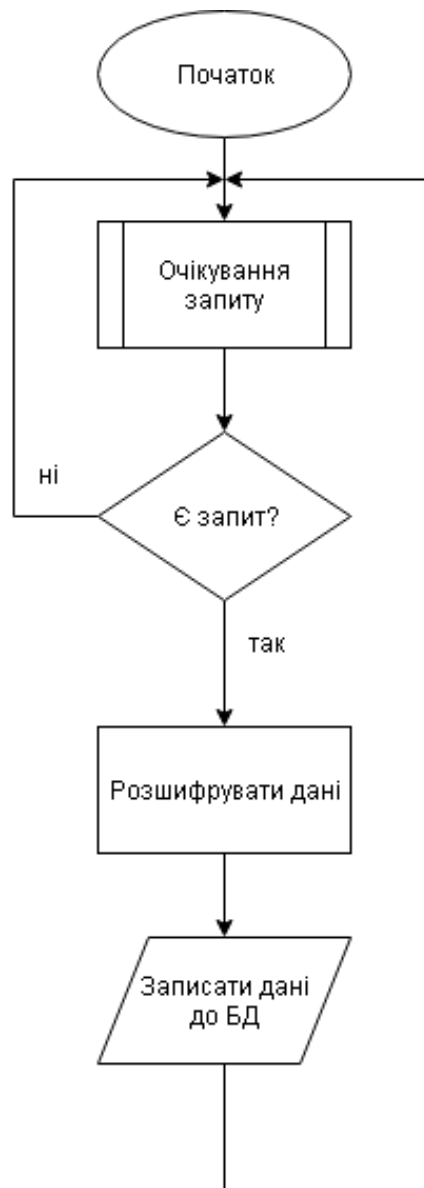 Початок
Очікування
запиту
ні
Є запит?
так
Розшифрувати дані
Записати дані
до БД